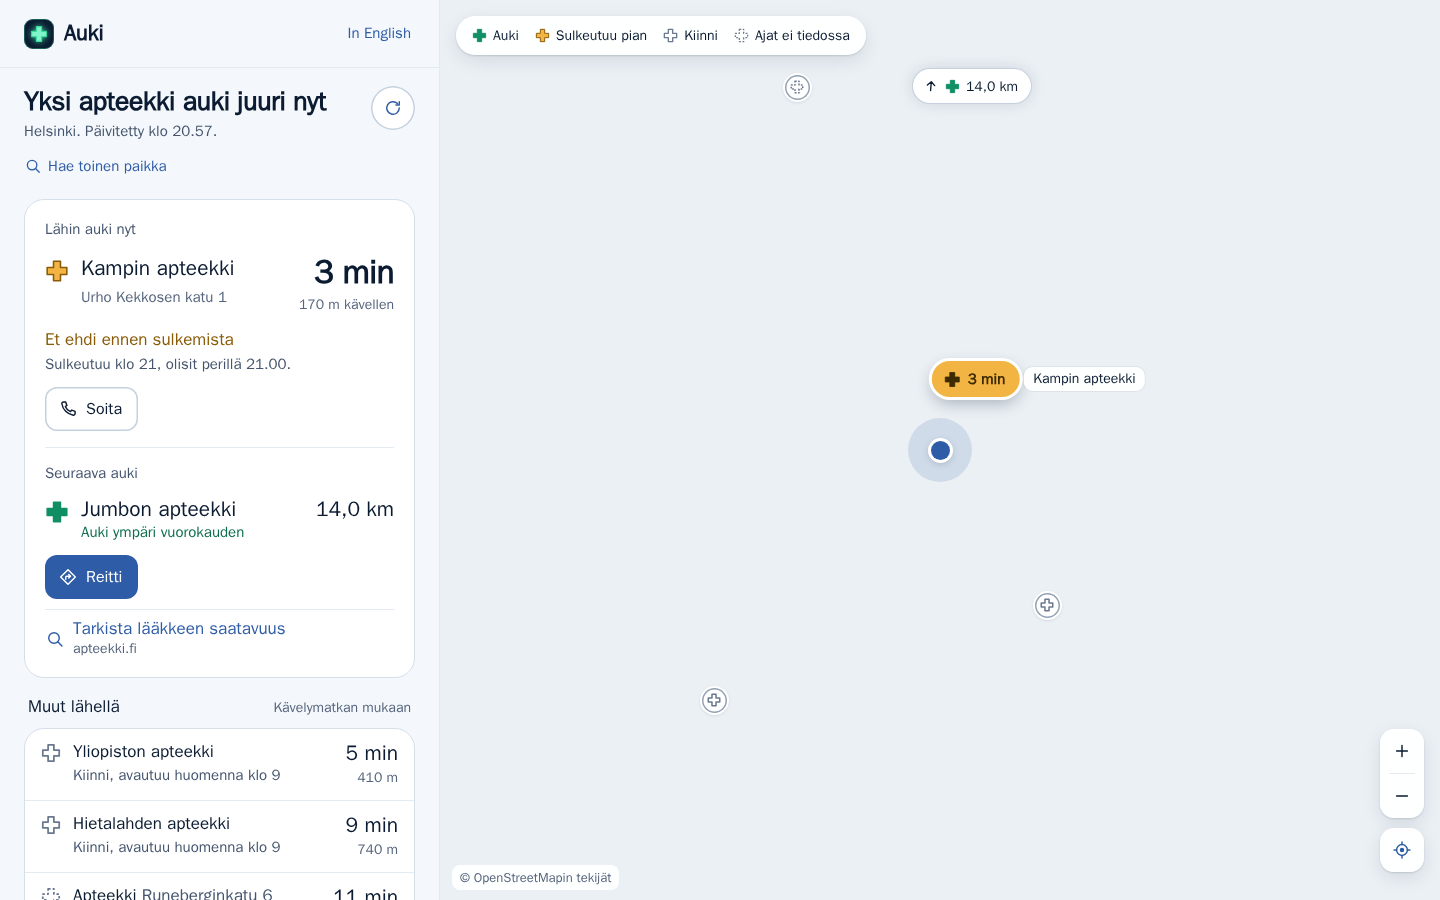 Auki
In English
Yksi apteekki auki juuri nyt
Helsinki. Päivitetty klo 20.57.
Hae toinen paikka
Lähin auki nyt
Kampin apteekki
3 min
Urho Kekkosen katu 1
170 m kävellen
Et ehdi ennen sulkemista
Sulkeutuu klo 21, olisit perillä 21.00.
Soita
Seuraava auki
Jumbon apteekki
14,0 km
Auki ympäri vuorokauden
Reitti
Tarkista lääkkeen saatavuus
apteekki.fi
Muut lähellä
Kävelymatkan mukaan
Yliopiston apteekki
5 min
Kiinni, avautuu huomenna klo 9
410 m
Hietalahden apteekki
9 min
Kiinni, avautuu huomenna klo 9
740 m
Apteekki Runeberginkatu 6
11 min
Auki
Sulkeutuu pian
Kiinni
Ajat ei tiedossa
14,0 km
3 min
Kampin apteekki
© OpenStreetMapin tekijät